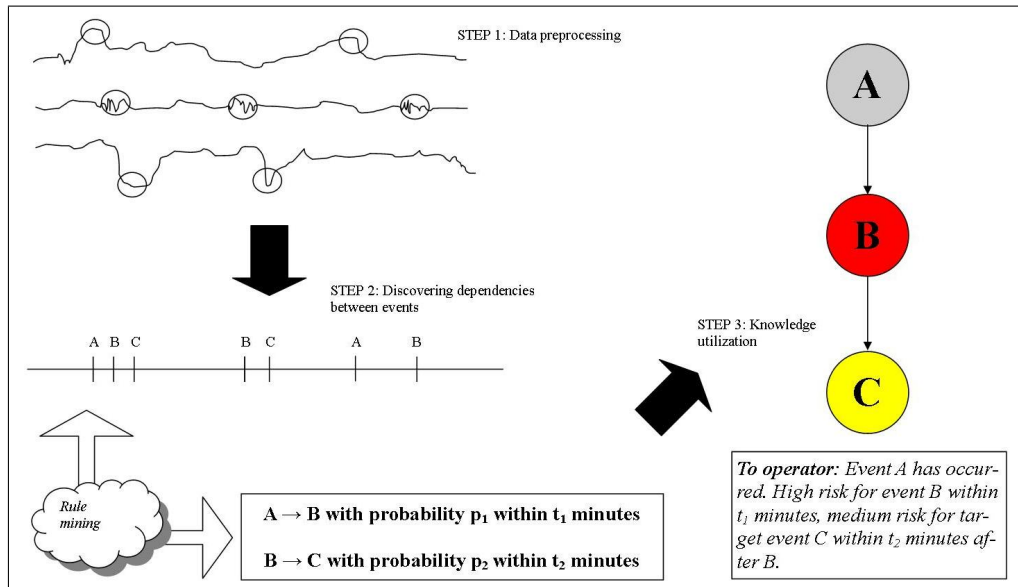 STEP 1: Data preprocessing
STEP 2: Discovering dependencies
between events
A B C B C A B
Rule
mining
A → B with probability p₁ within t₁ minutes
B → C with probability p₂ within t₂ minutes
STEP 3: Knowledge
utilization
A
B
C
To operator: Event A has occur-
red. High risk for event B within
t₁ minutes, medium risk for tar-
get event C within t₂ minutes af-
ter B.